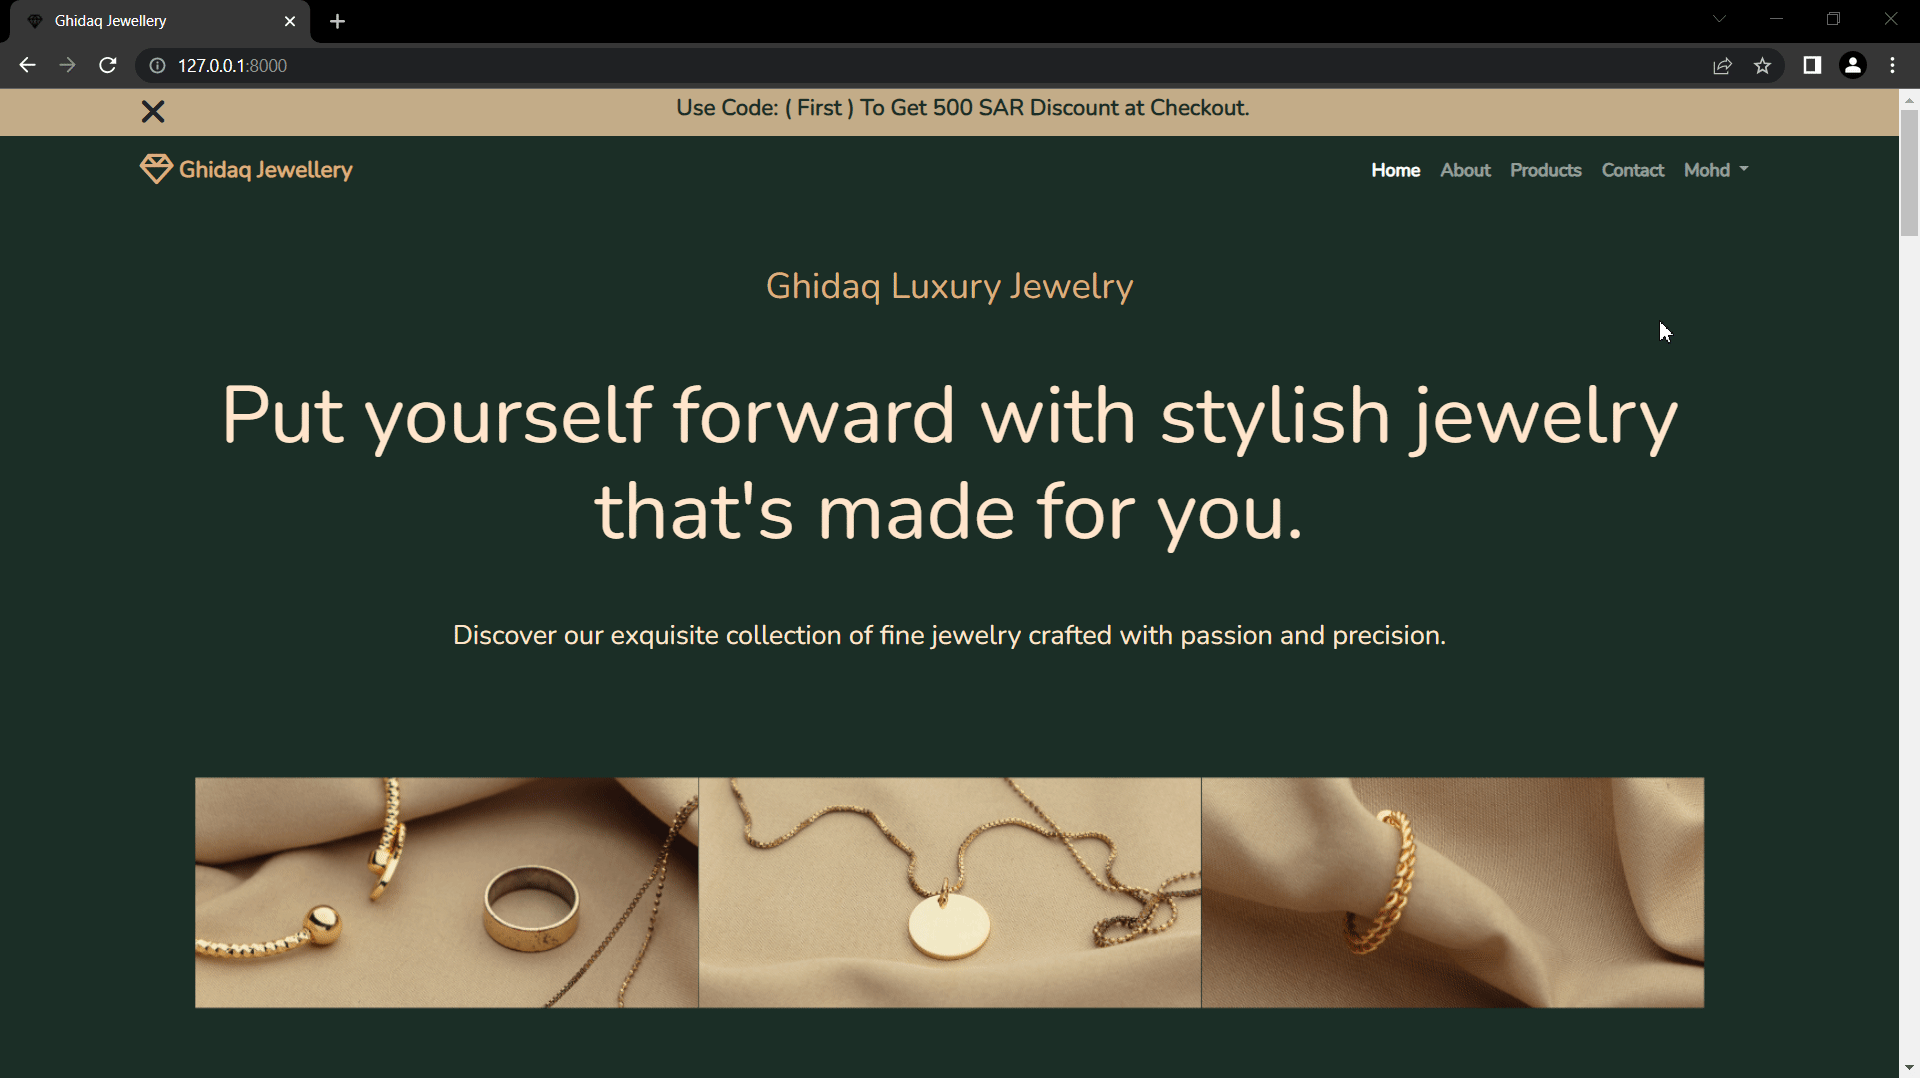 Ghidaq Jewellery
127.0.0.1:8000
Use Code: ( First ) To Get 500 SAR Discount at Checkout.
Ghidaq Jewellery
Home About Products Contact Mohd
Ghidaq Luxury Jewelry
Put yourself forward with stylish jewelry
that's made for you.
Discover our exquisite collection of fine jewelry crafted with passion and precision.